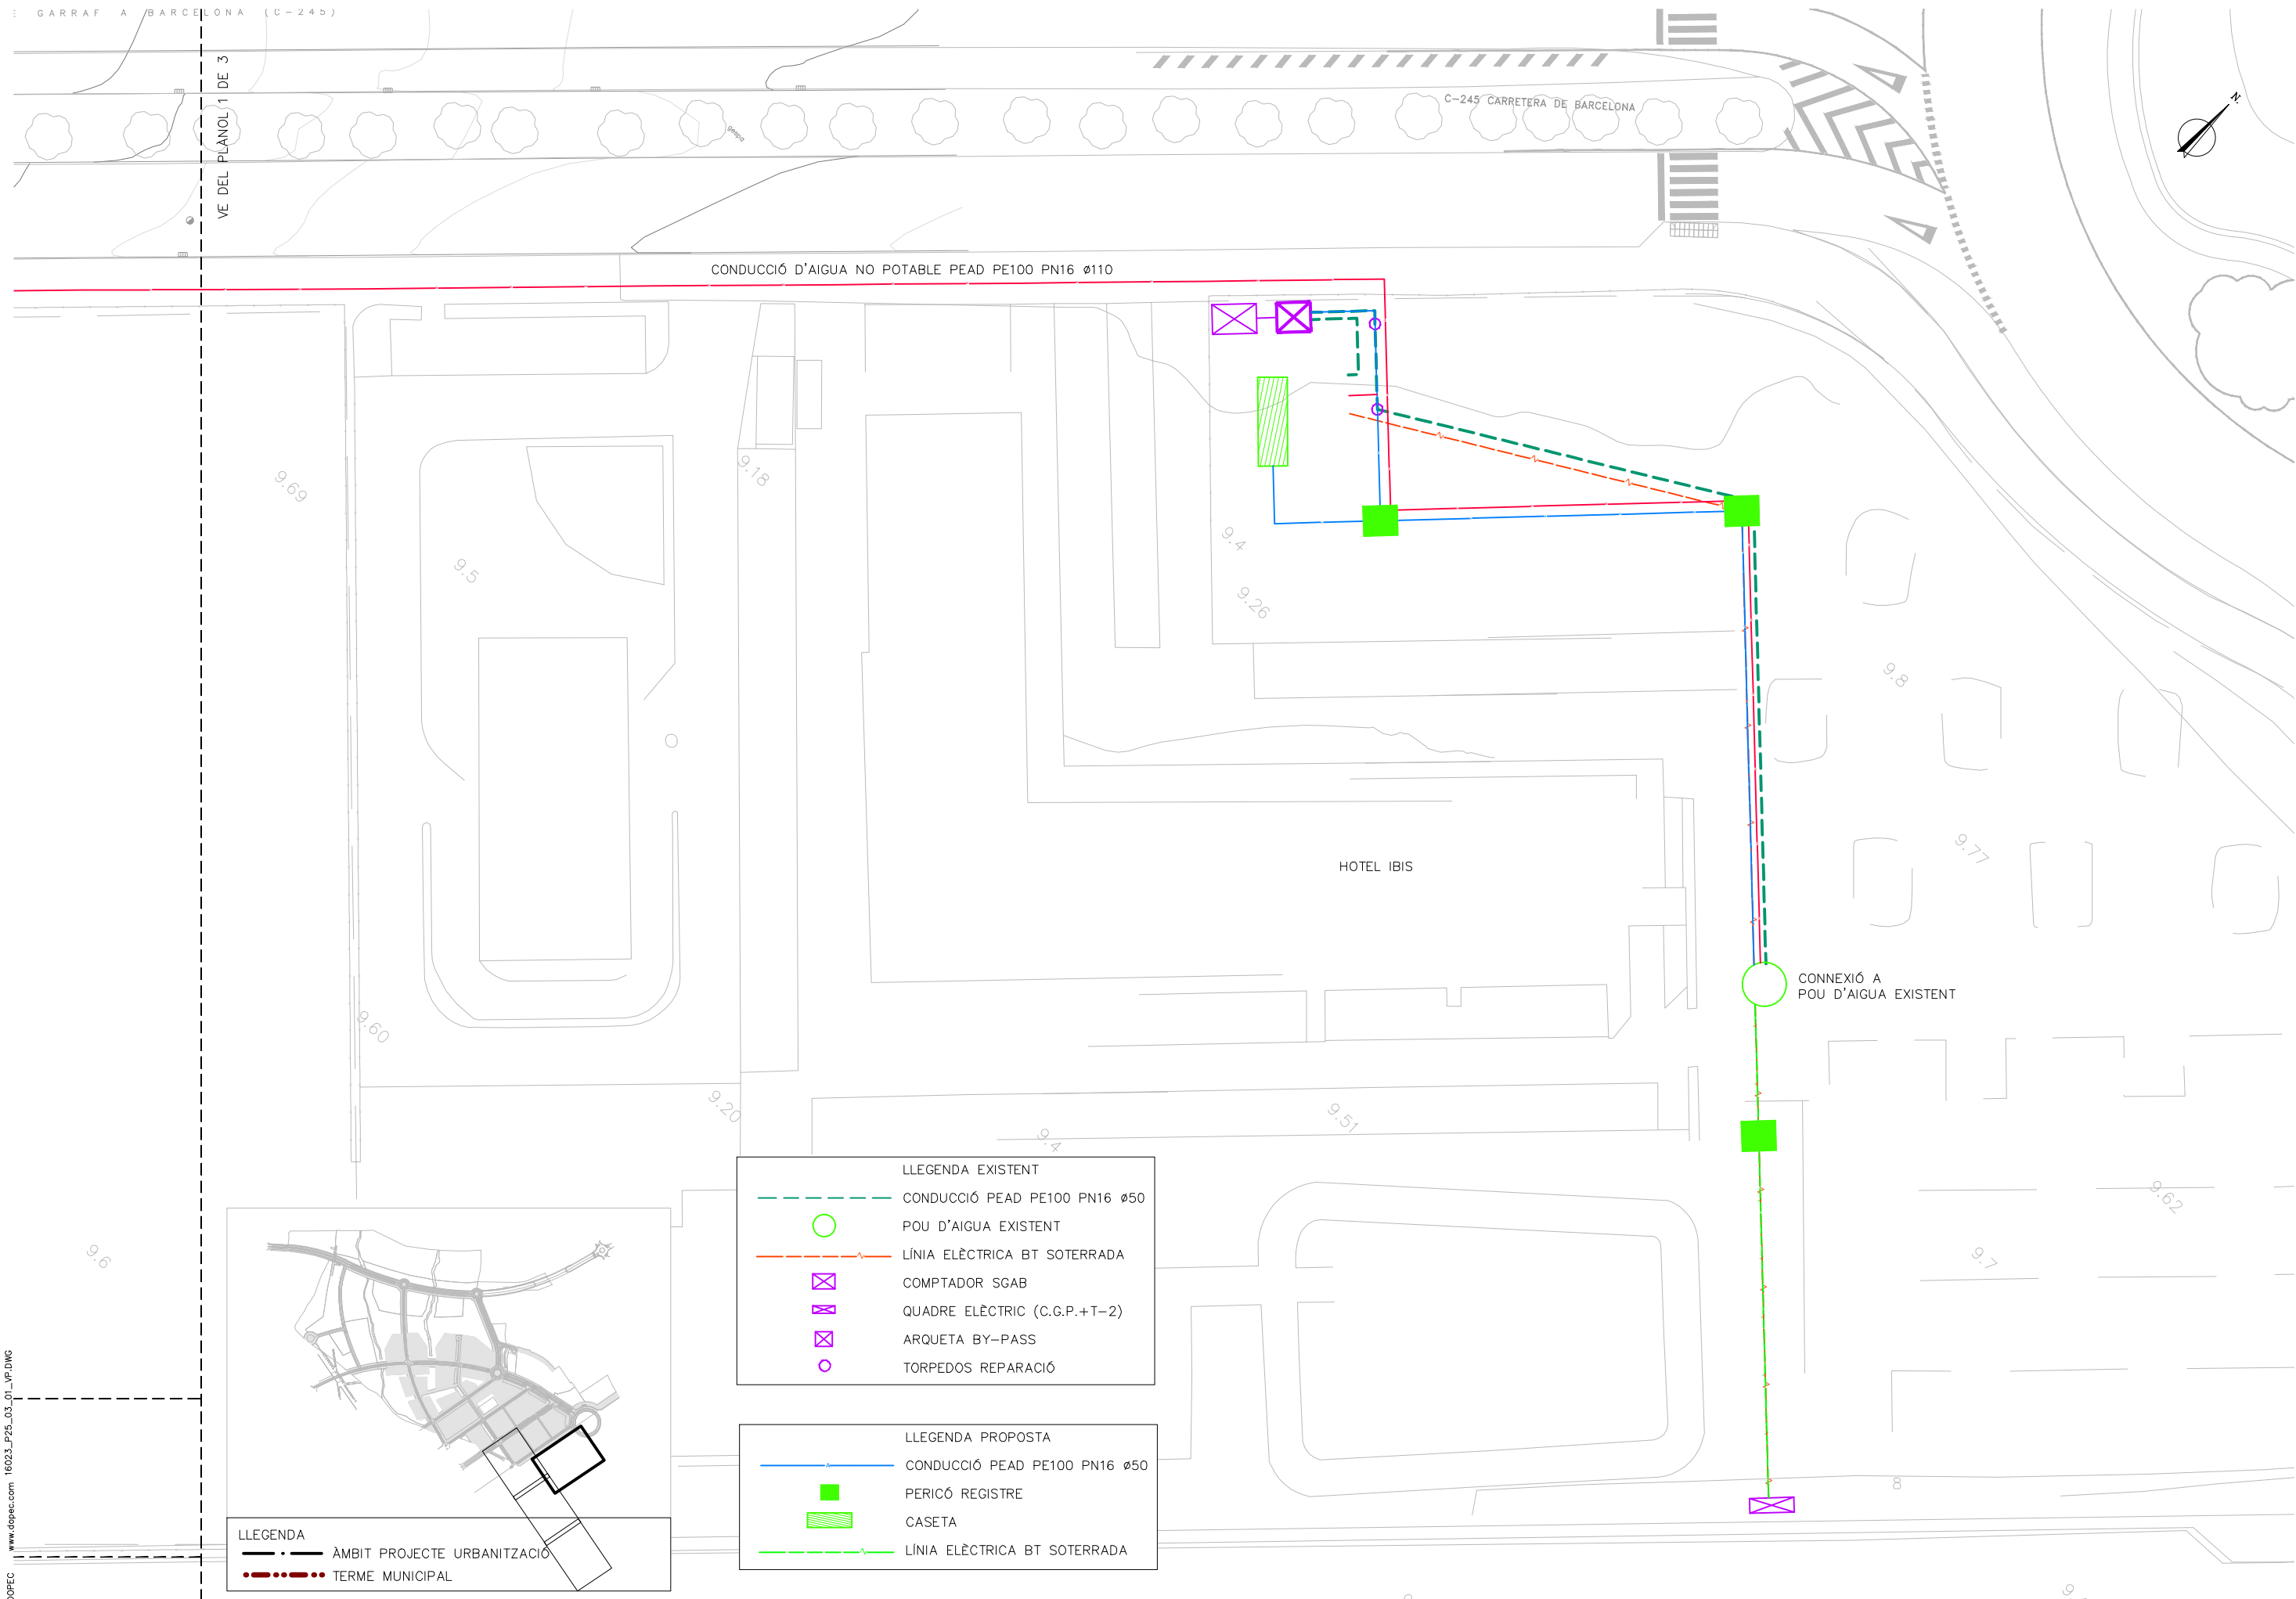 GARRAF A BARCELONA (C-245)
VE DEL PLÀNOL 1 DE 3
gespa
C-245 CARRETERA DE BARCELONA
N.
CONDUCCIÓ D'AIGUA NO POTABLE PEAD PE100 PN16 Ø110
9.69
9.18
9.5
9.4
9.26
9.8
9.77
HOTEL IBIS
CONNEXIÓ A
POU D'AIGUA EXISTENT
9.60
9.20
9.4
9.51
9.62
9.6
9.7
8
LLEGENDA EXISTENT
CONDUCCIÓ PEAD PE100 PN16 Ø50
POU D'AIGUA EXISTENT
LÍNIA ELÈCTRICA BT SOTERRADA
COMPTADOR SGAB
QUADRE ELÈCTRIC (C.G.P.+T-2)
ARQUETA BY-PASS
TORPEDOS REPARACIÓ
LLEGENDA PROPOSTA
CONDUCCIÓ PEAD PE100 PN16 Ø50
PERICÓ REGISTRE
CASETA
LÍNIA ELÈCTRICA BT SOTERRADA
LLEGENDA
ÀMBIT PROJECTE URBANITZACIÓ
TERME MUNICIPAL
DOPEC www.dopec.com 16023_P25_03_01_VP.DWG